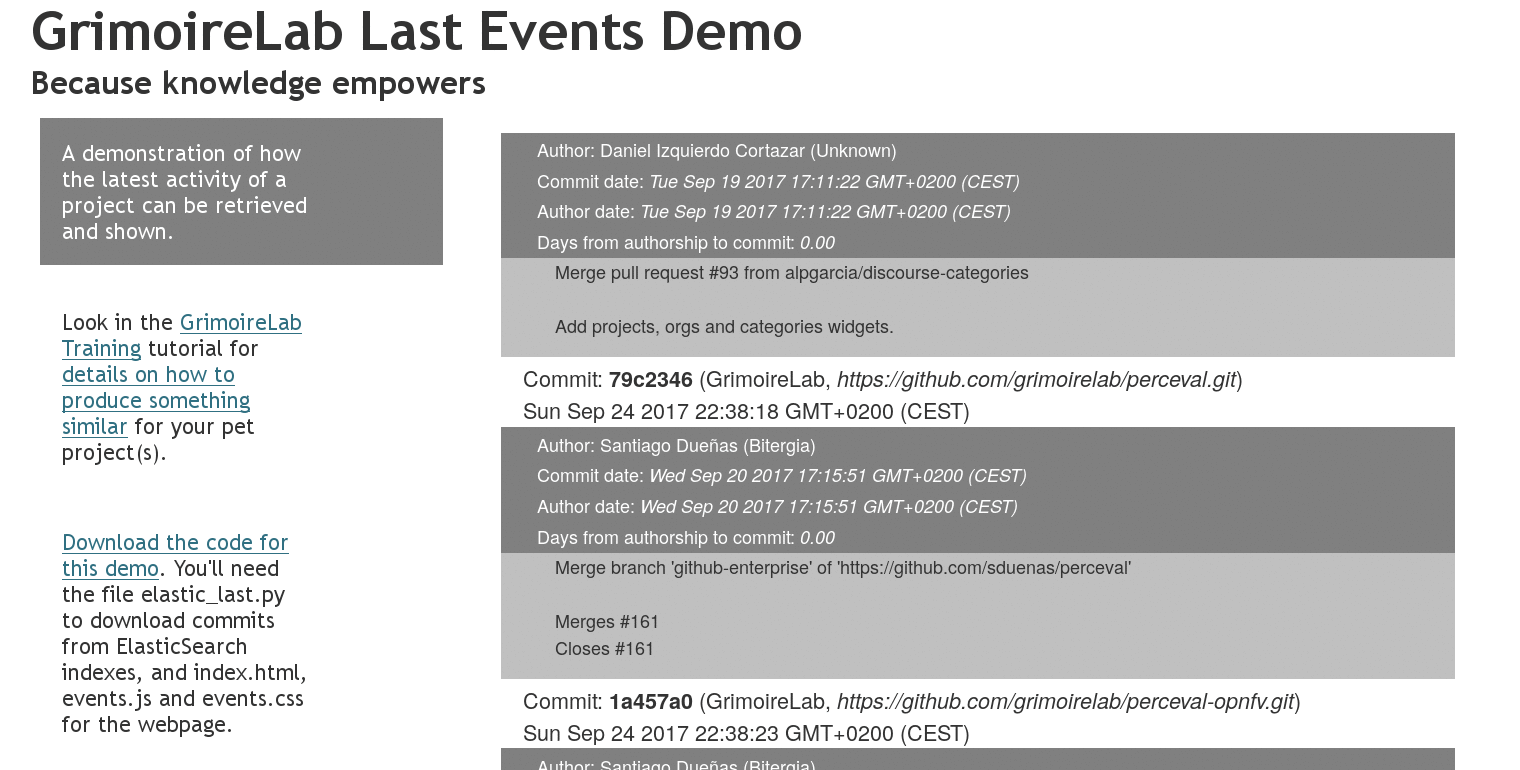 GrimoireLab Last Events Demo
Because knowledge empowers
A demonstration of how
the latest activity of a
project can be retrieved
and shown.
Look in the GrimoireLab
Training tutorial for
details on how to
produce something
similar for your pet
project(s).
Download the code for
this demo. You'll need
the file elastic_last.py
to download commits
from ElasticSearch
indexes, and index.html,
events.js and events.css
for the webpage.
Author: Daniel Izquierdo Cortazar (Unknown)
Commit date: Tue Sep 19 2017 17:11:22 GMT+0200 (CEST)
Author date: Tue Sep 19 2017 17:11:22 GMT+0200 (CEST)
Days from authorship to commit: 0.00
Merge pull request #93 from alpgarcia/discourse-categories
Add projects, orgs and categories widgets.
Commit: 79c2346 (GrimoireLab, https://github.com/grimoirelab/perceval.git)
Sun Sep 24 2017 22:38:18 GMT+0200 (CEST)
Author: Santiago Dueñas (Bitergia)
Commit date: Wed Sep 20 2017 17:15:51 GMT+0200 (CEST)
Author date: Wed Sep 20 2017 17:15:51 GMT+0200 (CEST)
Days from authorship to commit: 0.00
Merge branch 'github-enterprise' of 'https://github.com/sduenas/perceval'
Merges #161
Closes #161
Commit: 1a457a0 (GrimoireLab, https://github.com/grimoirelab/perceval-opnfv.git)
Sun Sep 24 2017 22:38:23 GMT+0200 (CEST)
Author: Santiago Dueñas (Bitergia)